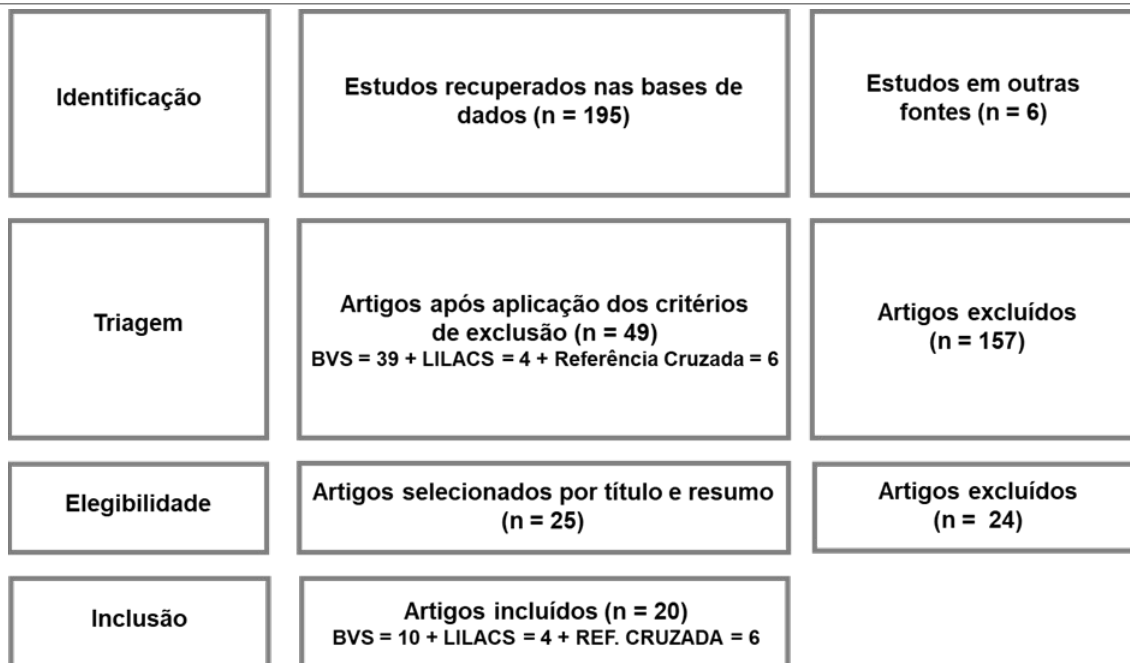 Identificação
Estudos recuperados nas bases de
dados (n = 195)
Estudos em outras
fontes (n = 6)
Triagem
Artigos após aplicação dos critérios
de exclusão (n = 49)
BVS = 39 + LILACS = 4 + Referência Cruzada = 6
Artigos excluídos
(n = 157)
Elegibilidade
Artigos selecionados por título e resumo
(n = 25)
Artigos excluídos
(n = 24)
Inclusão
Artigos incluídos (n = 20)
BVS = 10 + LILACS = 4 + REF. CRUZADA = 6